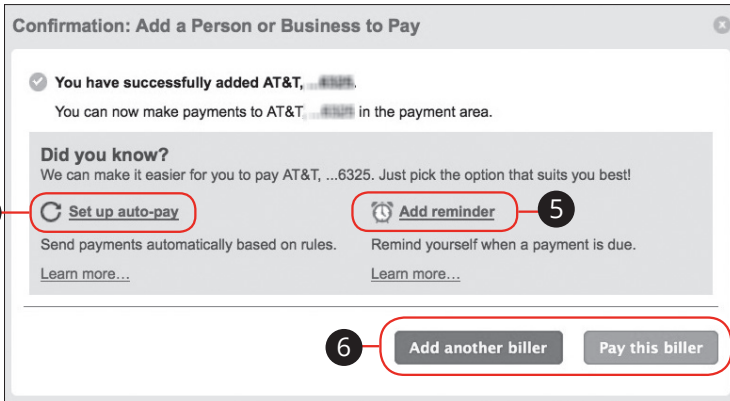 Confirmation: Add a Person or Business to Pay
You have successfully added AT&T, ...
You can now make payments to AT&T, ... in the payment area.
Did you know?
We can make it easier for you to pay AT&T, ...6325. Just pick the option that suits you best!
Set up auto-pay
Add reminder
5
Send payments automatically based on rules.
Remind yourself when a payment is due.
Learn more...
Learn more...
6
Add another biller
Pay this biller